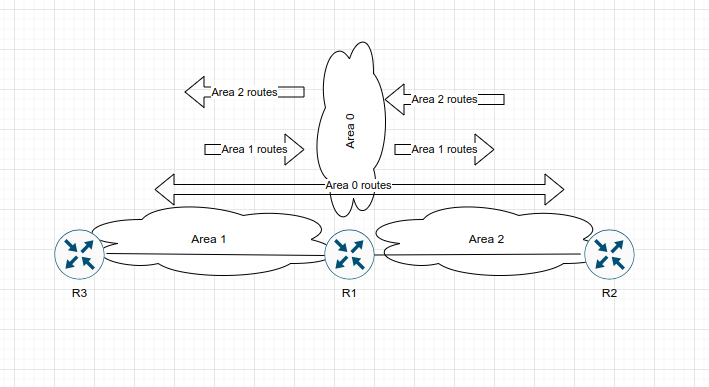 Area 2 routes
Area 2 routes
Area 0
Area 1 routes
Area 1 routes
Area 0 routes
Area 1
Area 2
R3
R1
R2